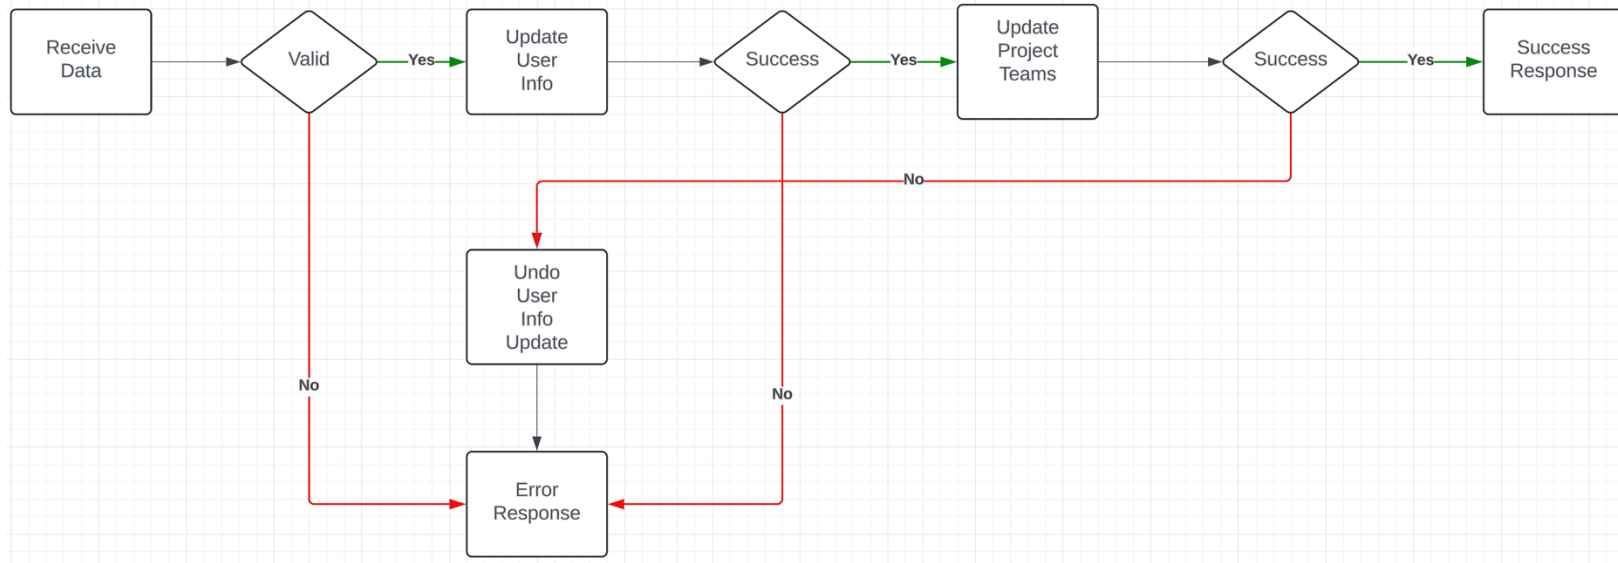 Receive
Data
Valid
Yes
Update
User
Info
Success
Yes
Update
Project
Teams
Success
Yes
Success
Response
No
Undo
User
Info
Update
No
No
Error
Response